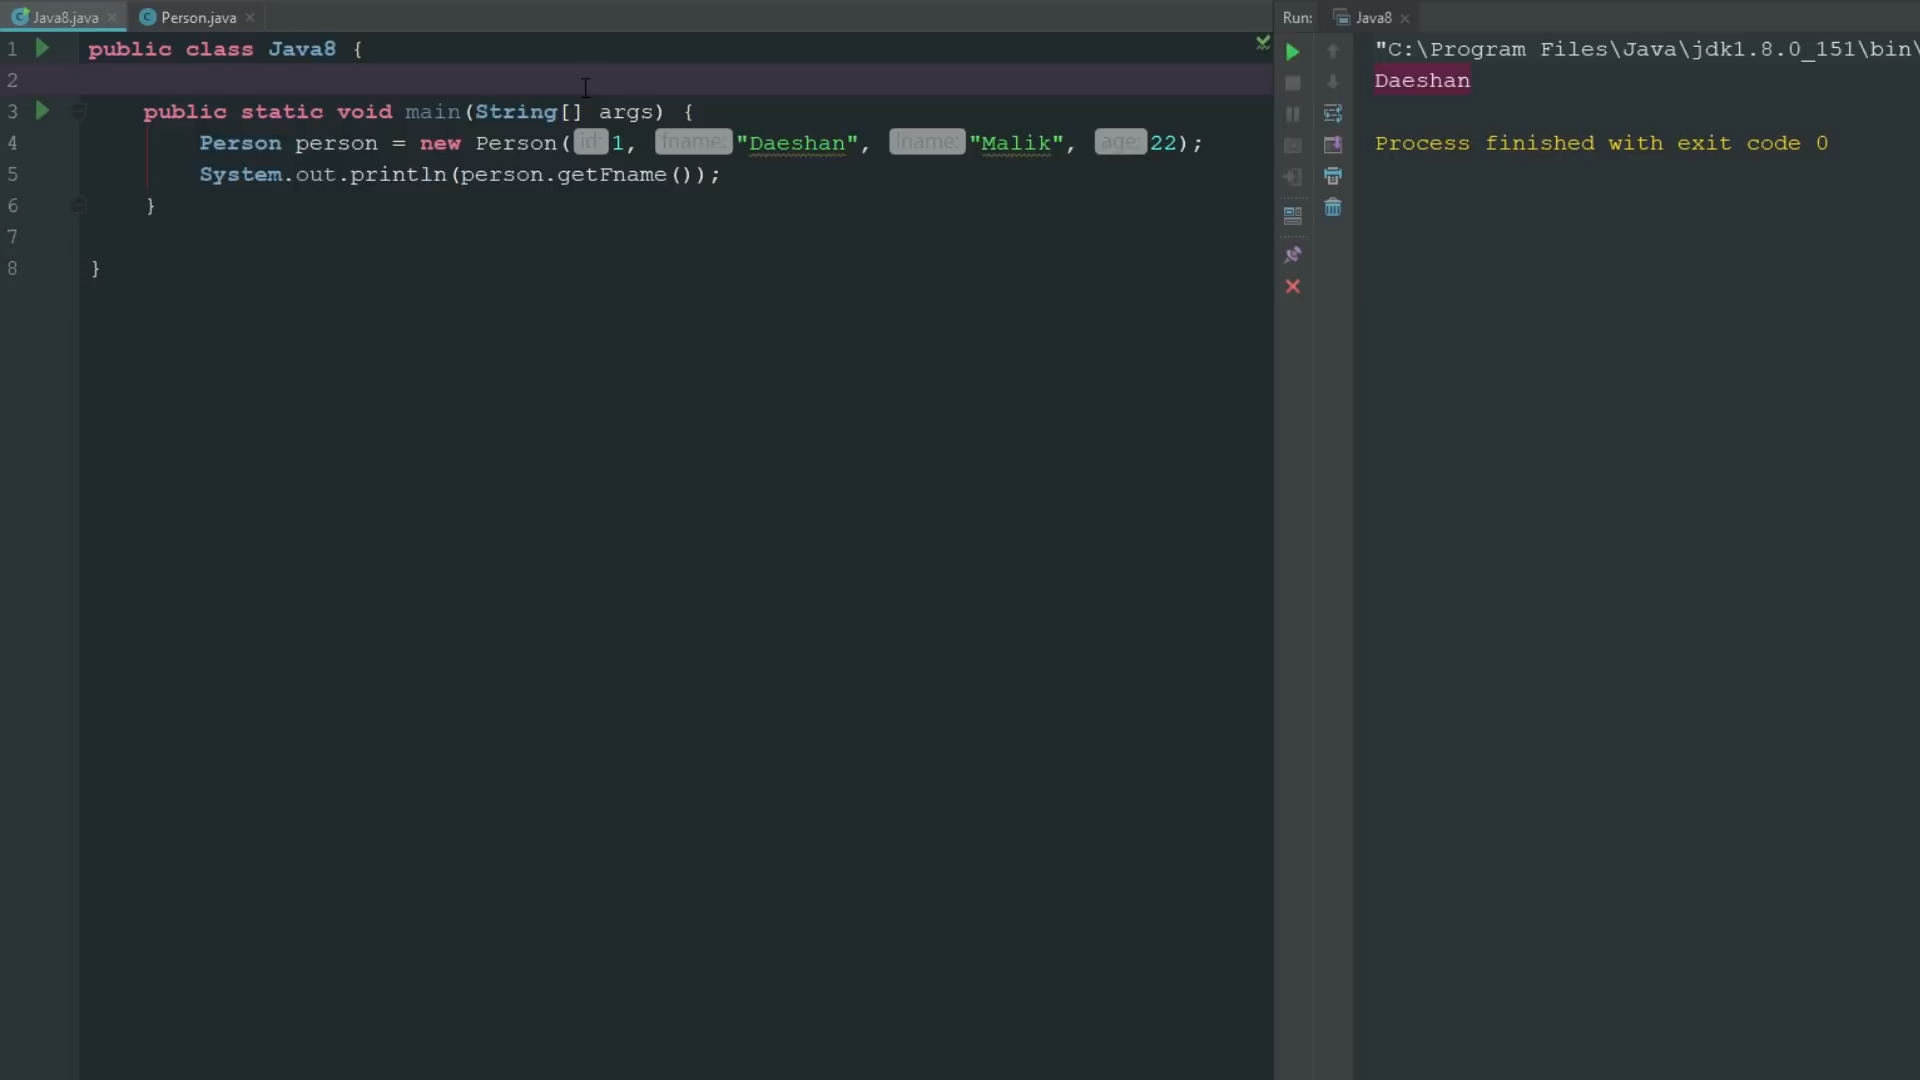 Java8.java
Person.java
1 public class Java8 {
2
3 public static void main(String[] args) {
4 Person person = new Person( id: 1, fname: "Daeshan", lname: "Malik", age: 22);
5 System.out.println(person.getFname());
6 }
7
8 }
Run: Java8
"C:\Program Files\Java\jdk1.8.0_151\bin\
Daeshan
Process finished with exit code 0